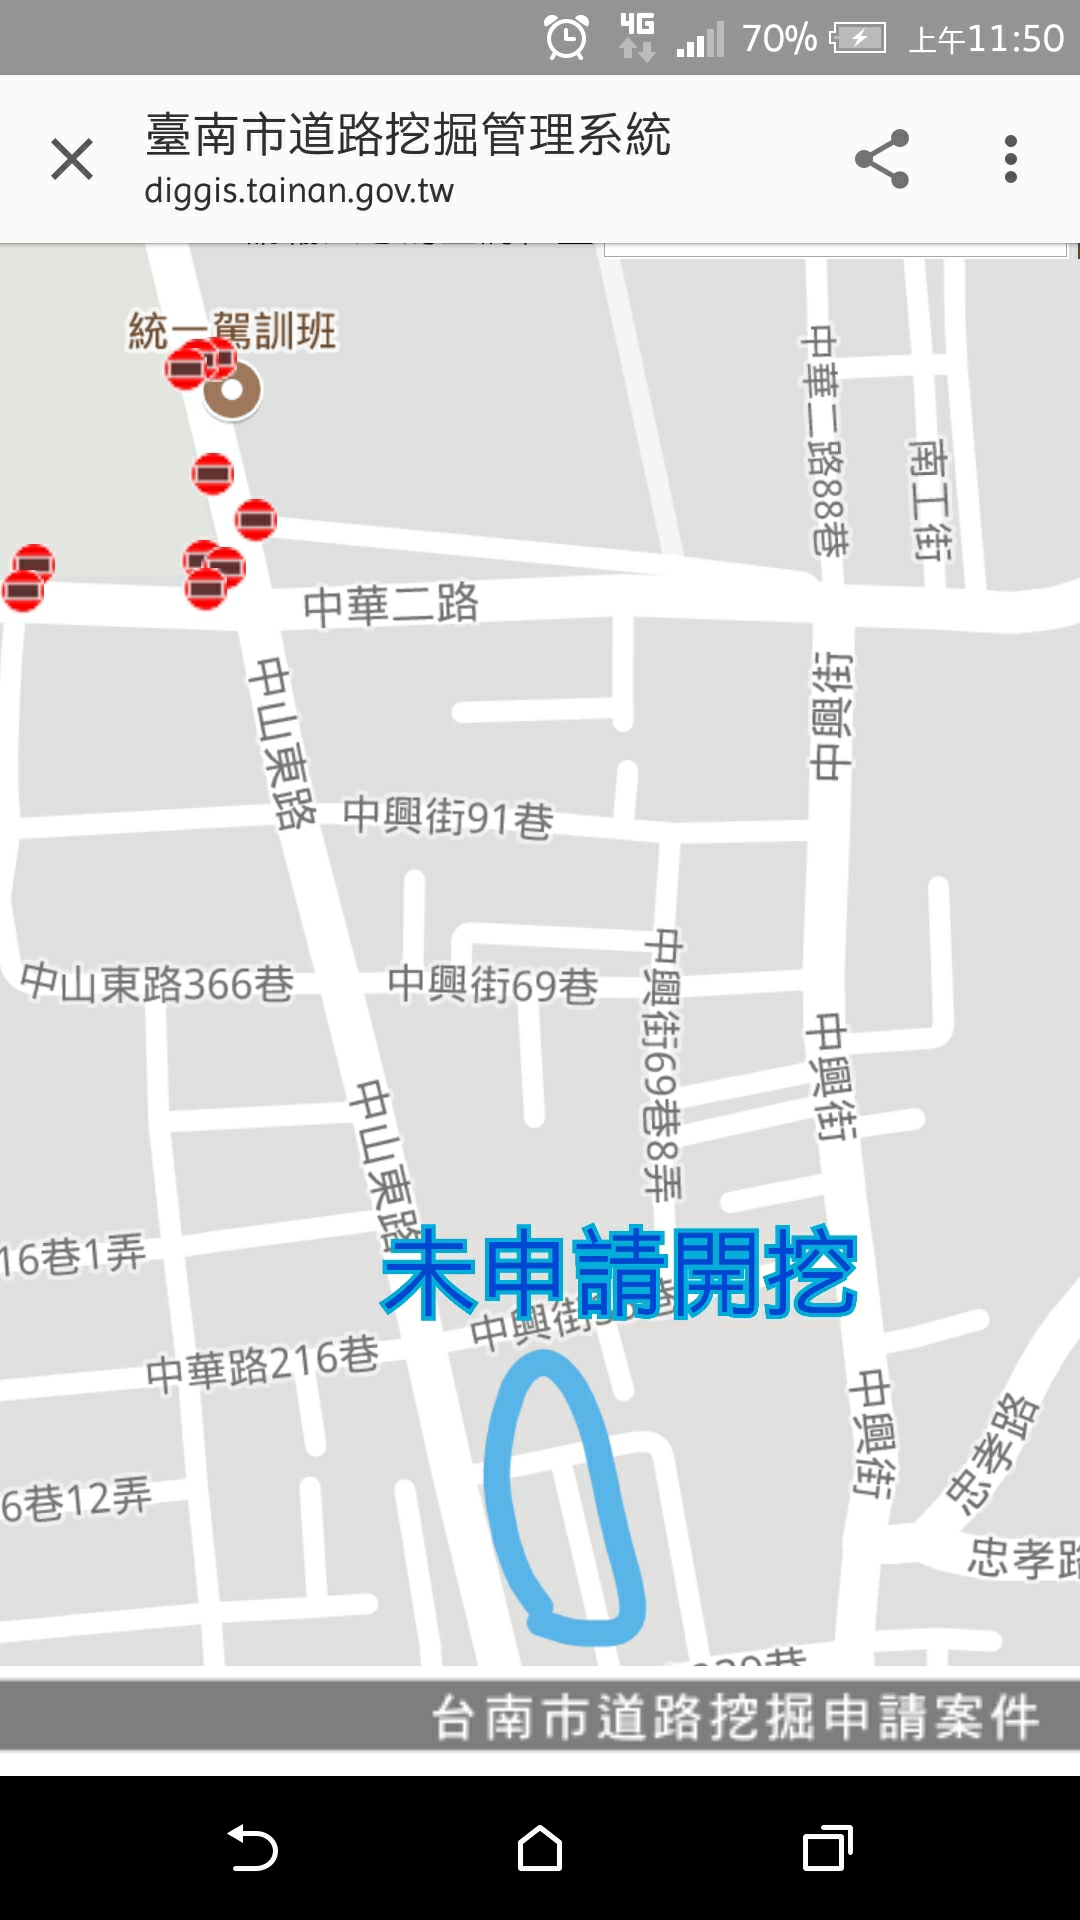 4G
70%
上午11:50
臺南市道路挖掘管理系統
diggis.tainan.gov.tw
統一駕訓班
中華二路88巷
南工街
中華二路
中山東路
中興街
中興街91巷
中山東路366巷
中興街69巷
中興街69巷8弄
中興街
中山東路
16巷1弄
未申請開挖
中興街
巷
中華路216巷
中興街
忠孝路
6巷12弄
忠孝路
台南市道路挖掘申請案件